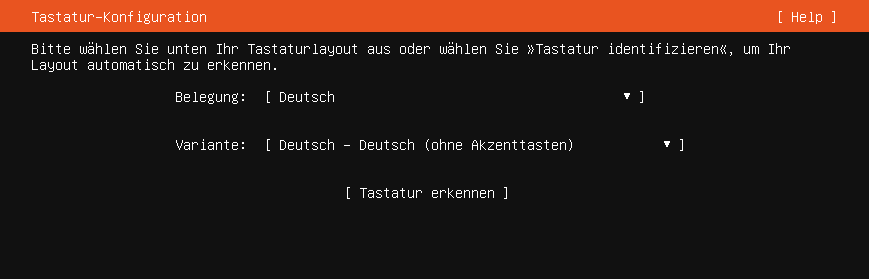 Tastatur-Konfiguration [ Help ]
Bitte wählen Sie unten Ihr Tastaturlayout aus oder wählen Sie »Tastatur identifizieren«, um Ihr
Layout automatisch zu erkennen.
Belegung: [ Deutsch ▾ ]
Variante: [ Deutsch - Deutsch (ohne Akzenttasten) ▾ ]
[ Tastatur erkennen ]